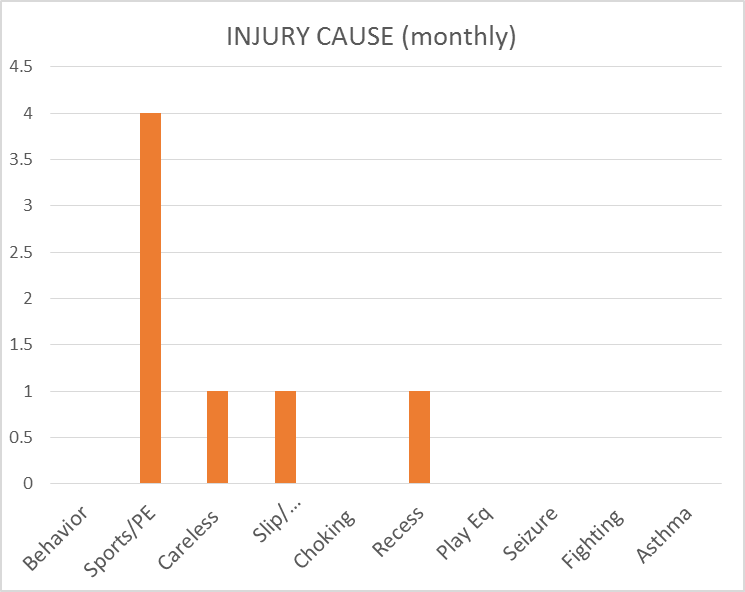 INJURY CAUSE (monthly)
4.5
4
3.5
3
2.5
2
1.5
1
0.5
0
Behavior
Sports/PE
Careless
Slip/...
Choking
Recess
Play Eq
Seizure
Fighting
Asthma